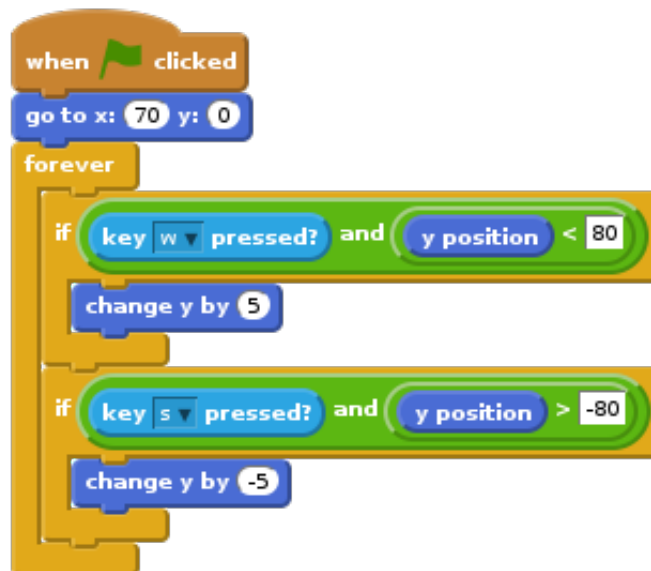 when clicked
go to x: 70 y: 0
forever
if key w pressed? and y position < 80
change y by 5
if key s pressed? and y position > -80
change y by -5